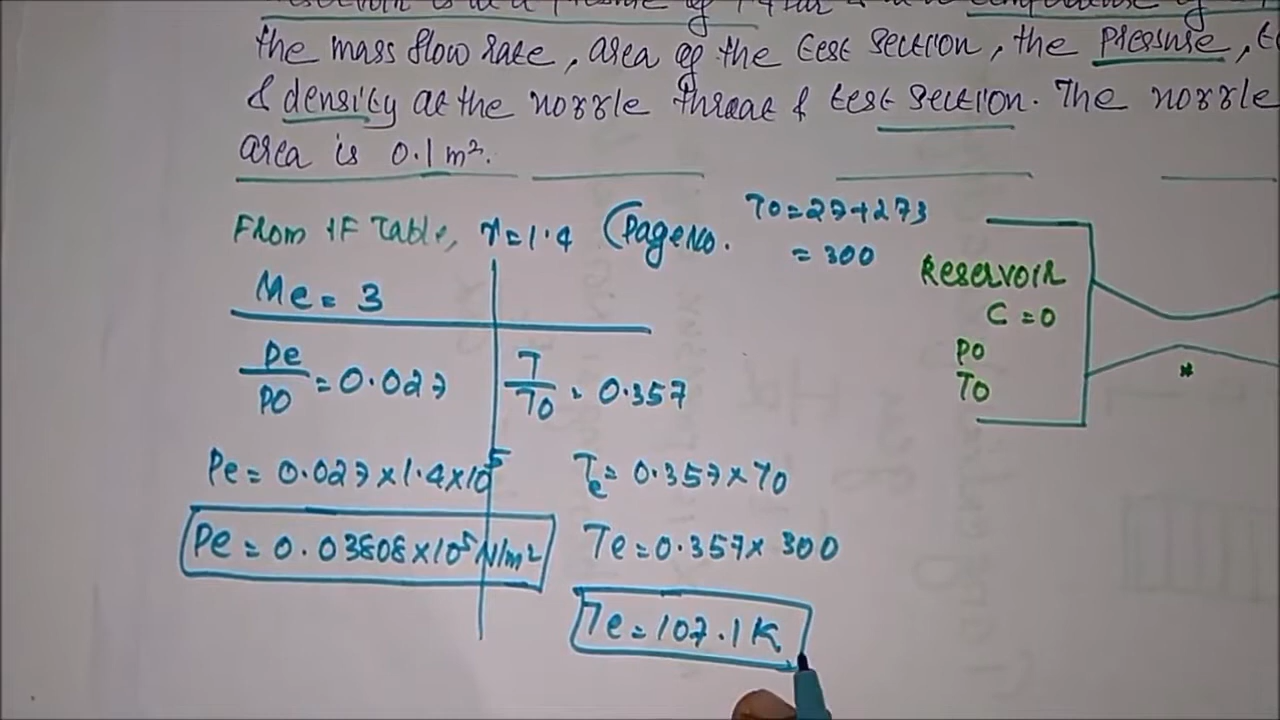 the mass flow rate, area of the test section, the pressure,
& density at the nozzle throat & test section. The nozzle
area is 0.1 m².
From IF Table, γ=1.4 (Page No. T0=27+273
= 300
Me = 3
Reservoir
C = 0
P0
T0
*
Pe/P0 = 0.027
T/T0 = 0.357
Pe = 0.027×1.4×10⁵
Te = 0.357×T0
Pe = 0.03808×10⁵ N/m²
Te = 0.357×300
Te = 107.1K